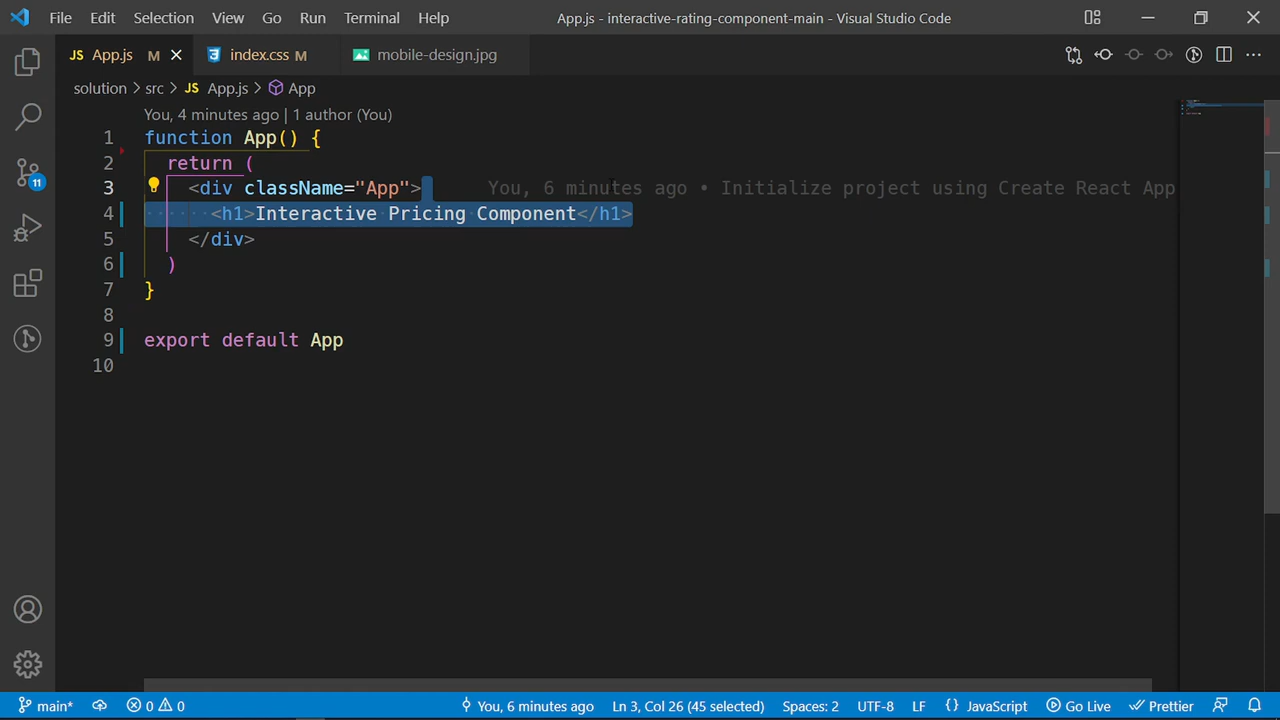 File Edit Selection View Go Run Terminal Help App.js - interactive-rating-component-main - Visual Studio Code
JS App.js M index.css M mobile-design.jpg
solution > src > JS App.js > App
You, 4 minutes ago | 1 author (You)
1 function App() {
2 return (
3 <div className="App"> You, 6 minutes ago • Initialize project using Create React App
4 <h1>Interactive Pricing Component</h1>
5 </div>
6 )
7 }
8
9 export default App
10
11
main* 0 0 You, 6 minutes ago Ln 3, Col 26 (45 selected) Spaces: 2 UTF-8 LF {} JavaScript Go Live Prettier